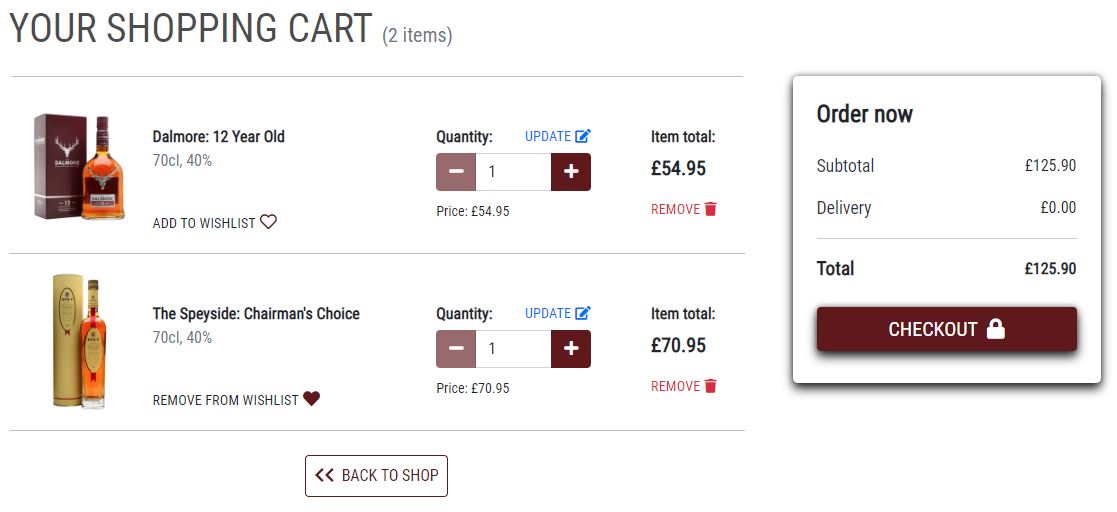 YOUR SHOPPING CART (2 items)
DALMORE
12
Dalmore: 12 Year Old
70cl, 40%
ADD TO WISHLIST
Quantity: UPDATE
1
Price: £54.95
Item total:
£54.95
REMOVE
SPEY
SPEY
The Speyside: Chairman's Choice
70cl, 40%
REMOVE FROM WISHLIST
Quantity: UPDATE
1
Price: £70.95
Item total:
£70.95
REMOVE
BACK TO SHOP
Order now
Subtotal £125.90
Delivery £0.00
Total £125.90
CHECKOUT